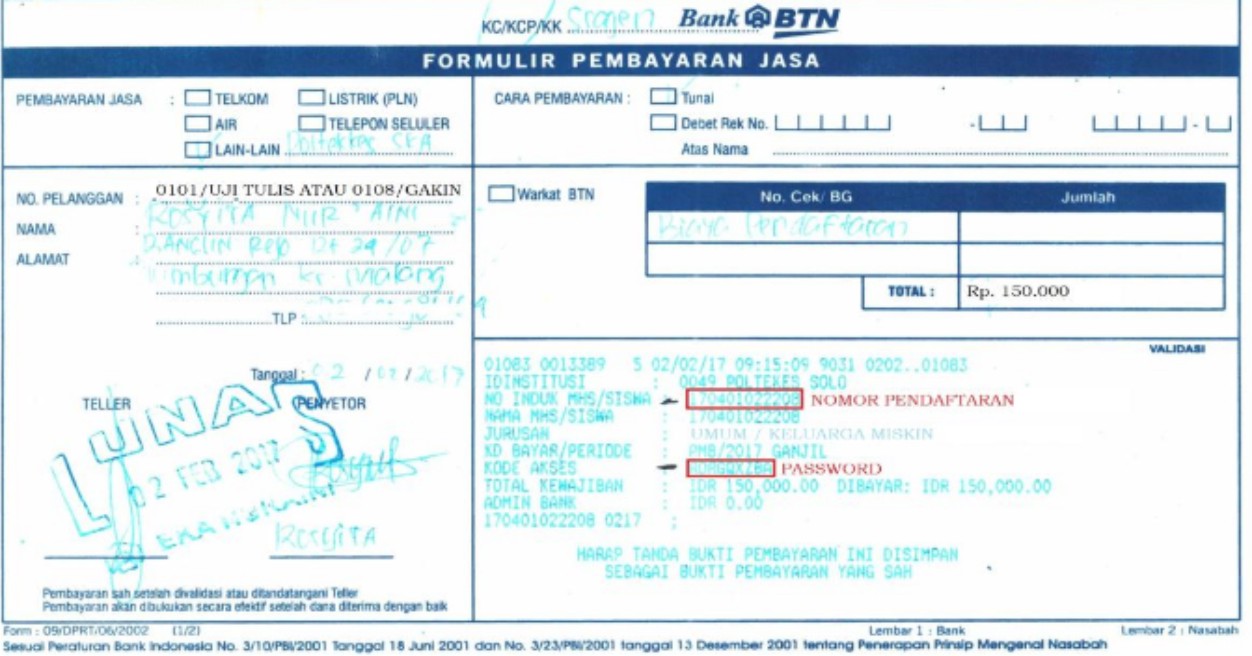 KC/KCP/KK Sragen Bank BTN
FORMULIR PEMBAYARAN JASA
PEMBAYARAN JASA : TELKOM LISTRIK (PLN)
AIR TELEPON SELULER
LAIN-LAIN Poltekkes SKA
CARA PEMBAYARAN : Tunai
Debet Rek No. - -
Atas Nama
NO. PELANGGAN : 0101/UJI TULIS ATAU 0108/GAKIN
NAMA : ROSYITA NUR 'AINI
ALAMAT : Rejo 24/07
TLP :
Warkat BTN
No. Cek/ BG Jumlah
Biaya Pendaftaran
TOTAL : Rp. 150.000
Tanggal : 02 / 02 / 2017
TELLER PENYETOR
LUNAS
02 FEB 2017
ROSYITA
Pembayaran sah setelah divalidasi atau ditandatangani Teller
Pembayaran akan dibukukan secara efektif setelah dana diterima dengan baik
VALIDASI
01083 0013389 5 02/02/17 09:15:09 9031 0202..01083
IDINSTITUSI : 0049 POLTEKES SOLO
NO INDUK MHS/SISWA : 170401022208 NOMOR PENDAFTARAN
NAMA MHS/SISWA : 170401022208
JURUSAN : UMUM / KELUARGA MISKIN
KD BAYAR/PERIODE : PMB/2017 GANJIL
KODE AKSES : PASSWORD
TOTAL KEWAJIBAN : IDR 150,000.00 DIBAYAR: IDR 150,000.00
ADMIN BANK : IDR 0.00
170401022208 0217 ;
HARAP TANDA BUKTI PEMBAYARAN INI DISIMPAN
SEBAGAI BUKTI PEMBAYARAN YANG SAH
Form : 09/DPRT/06/2002 (1/2)
Lembar 1 : Bank Lembar 2 : Nasabah
Sesuai Peraturan Bank Indonesia No. 3/10/PBI/2001 Tanggal 18 Juni 2001 dan No. 3/23/PBI/2001 tanggal 13 Desember 2001 tentang Penerapan Prinsip Mengenal Nasabah